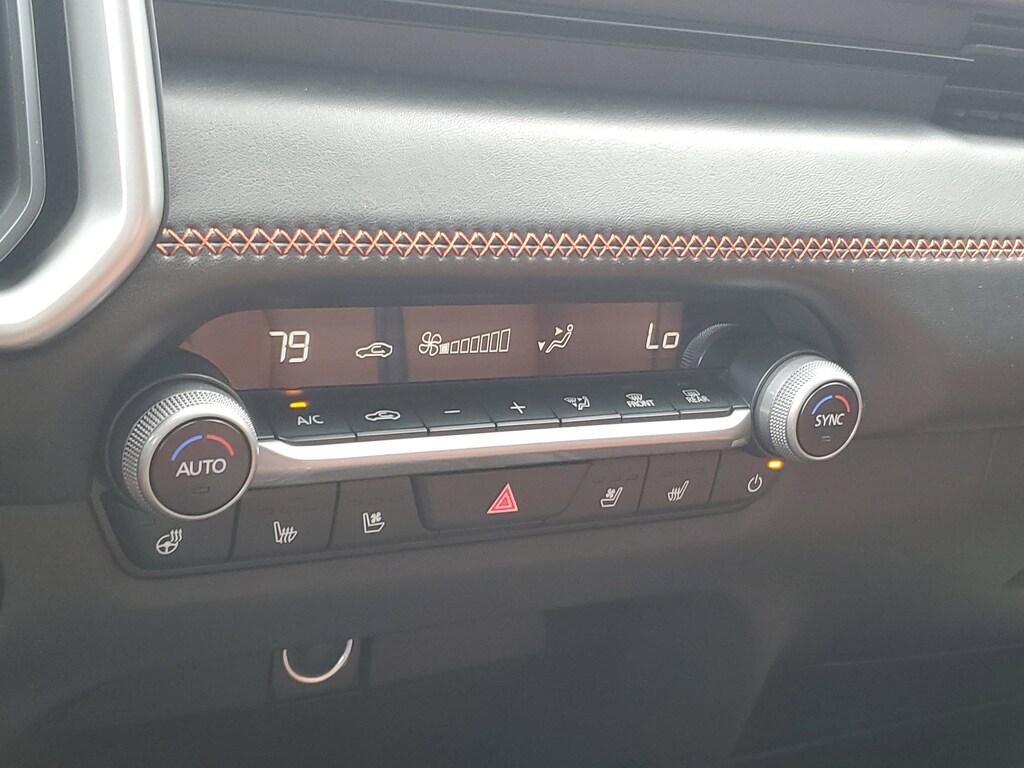 79 Lo
A/C − + FRONT REAR
AUTO SYNC